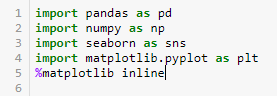 1 import pandas as pd
2 import numpy as np
3 import seaborn as sns
4 import matplotlib.pyplot as plt
5 %matplotlib inline
6